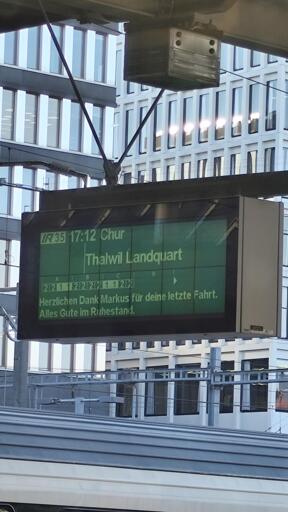 IR35 17:12 Chur
Thalwil Landquart
A B C D
Herzlichen Dank Markus für deine letzte Fahrt.
Alles Gute im Ruhestand.